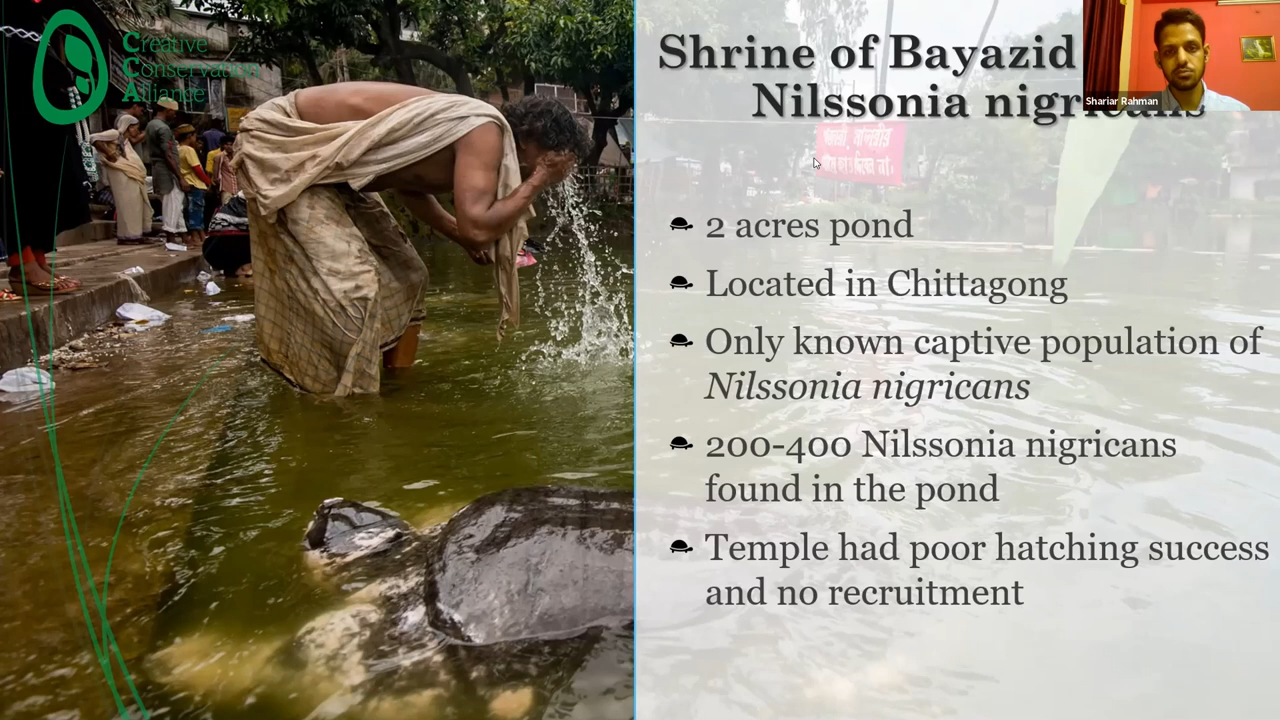 Creative
Conservation
Alliance
Shrine of Bayazid
Nilssonia nigricans
Shariar Rahman
2 acres pond
Located in Chittagong
Only known captive population of
Nilssonia nigricans
200-400 Nilssonia nigricans
found in the pond
Temple had poor hatching success
and no recruitment